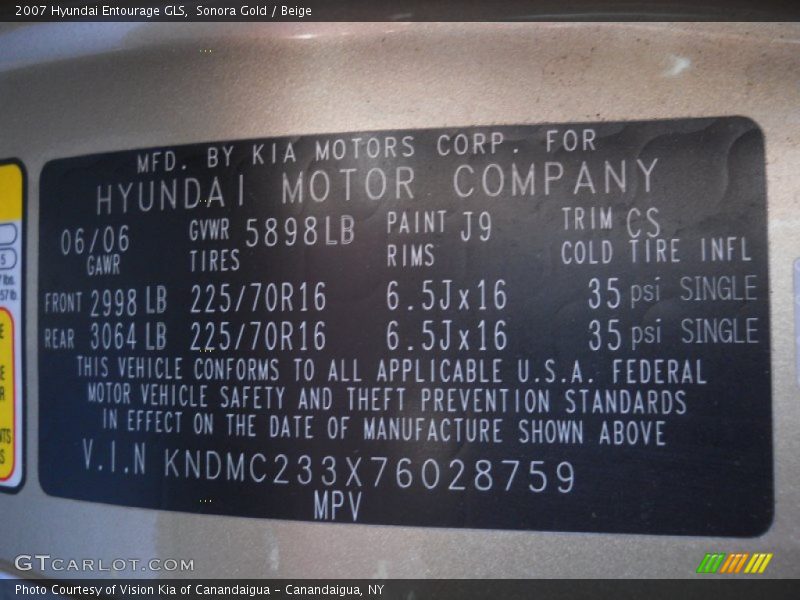 2007 Hyundai Entourage GLS, Sonora Gold / Beige
MFD. BY KIA MOTORS CORP. FOR
HYUNDAI MOTOR COMPANY
06/06 GVWR 5898LB PAINT J9 TRIM CS
GAWR TIRES RIMS COLD TIRE INFL
FRONT 2998 LB 225/70R16 6.5Jx16 35 psi SINGLE
REAR 3064 LB 225/70R16 6.5Jx16 35 psi SINGLE
THIS VEHICLE CONFORMS TO ALL APPLICABLE U.S.A. FEDERAL
MOTOR VEHICLE SAFETY AND THEFT PREVENTION STANDARDS
IN EFFECT ON THE DATE OF MANUFACTURE SHOWN ABOVE
V.I.N KNDMC233X76028759
MPV
GTCARLOT.COM
Photo Courtesy of Vision Kia of Canandaigua - Canandaigua, NY